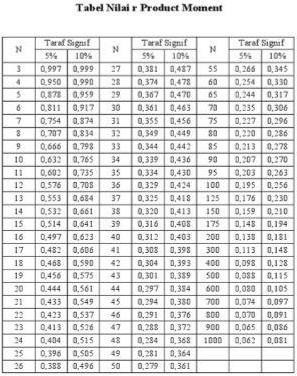 Tabel Nilai r Product Moment
N Taraf Signif N Taraf Signif N Taraf Signif
5% 10% 5% 10% 5% 10%
3 0,997 0,999 27 0,381 0,487 55 0,266 0,345
4 0,950 0,990 28 0,374 0,478 60 0,254 0,330
5 0,878 0,959 29 0,367 0,470 65 0,244 0,317
6 0,811 0,917 30 0,361 0,463 70 0,235 0,306
7 0,754 0,874 31 0,355 0,456 75 0,227 0,296
8 0,707 0,834 32 0,349 0,449 80 0,220 0,286
9 0,666 0,798 33 0,344 0,442 85 0,213 0,278
10 0,632 0,765 34 0,339 0,436 90 0,207 0,270
11 0,602 0,735 35 0,334 0,430 95 0,203 0,263
12 0,576 0,708 36 0,329 0,424 100 0,195 0,256
13 0,553 0,684 37 0,325 0,418 125 0,176 0,230
14 0,532 0,661 38 0,320 0,413 150 0,159 0,210
15 0,514 0,641 39 0,316 0,408 175 0,148 0,194
16 0,497 0,623 40 0,312 0,403 200 0,138 0,181
17 0,482 0,606 41 0,308 0,398 300 0,113 0,148
18 0,468 0,590 42 0,304 0,393 400 0,098 0,128
19 0,456 0,575 43 0,301 0,389 500 0,088 0,115
20 0,444 0,561 44 0,297 0,384 600 0,080 0,105
21 0,433 0,549 45 0,294 0,380 700 0,074 0,097
22 0,423 0,537 46 0,291 0,376 800 0,070 0,091
23 0,413 0,526 47 0,288 0,372 900 0,065 0,086
24 0,404 0,515 48 0,284 0,368 1000 0,062 0,081
25 0,396 0,505 49 0,281 0,364
26 0,388 0,496 50 0,279 0,361